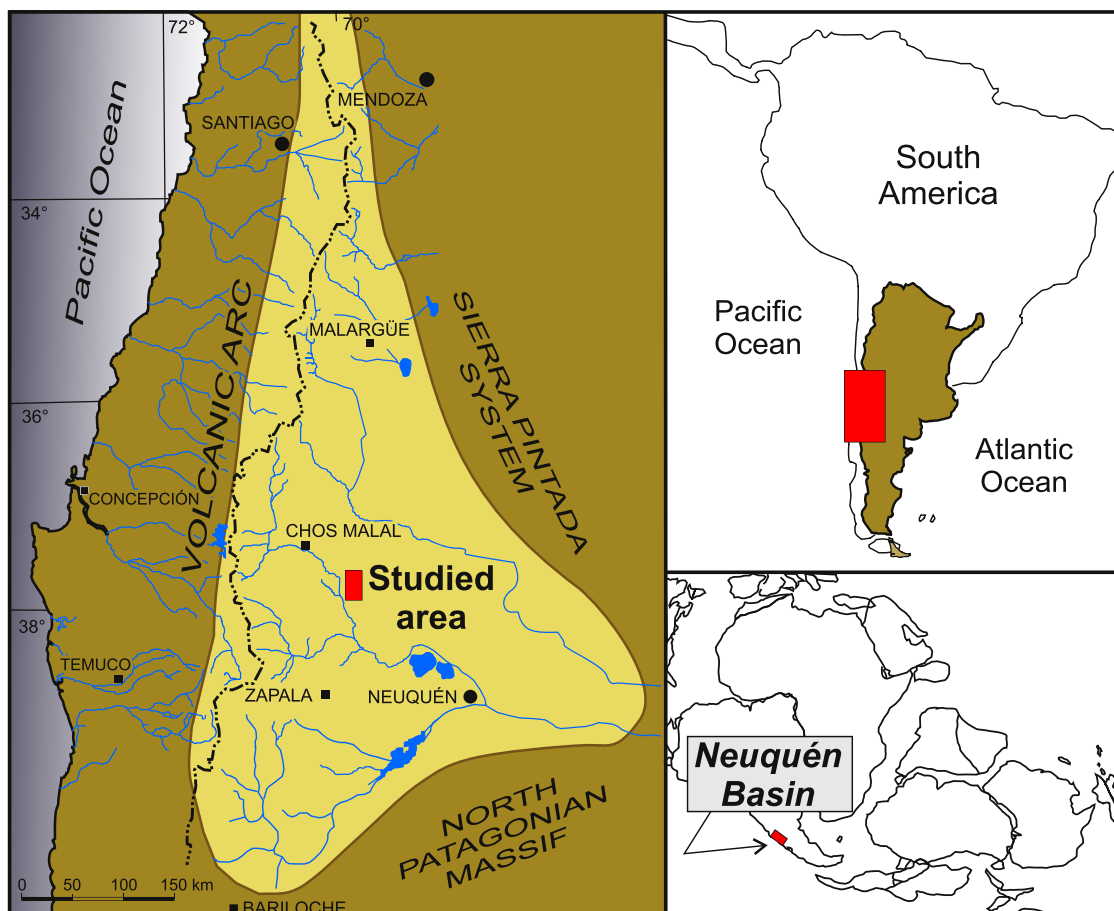 72°
70°
MENDOZA
SANTIAGO
Pacific Ocean
34°
VOLCANIC ARC
SIERRA PINTADA
SYSTEM
MALARGÜE
36°
CONCEPCIÓN
CHOS MALAL
Studied
area
38°
TEMUCO
ZAPALA
NEUQUÉN
NORTH
PATAGONIAN
MASSIF
0 50 100 150 km
BARILOCHE
South
America
Pacific
Ocean
Atlantic
Ocean
Neuquén
Basin